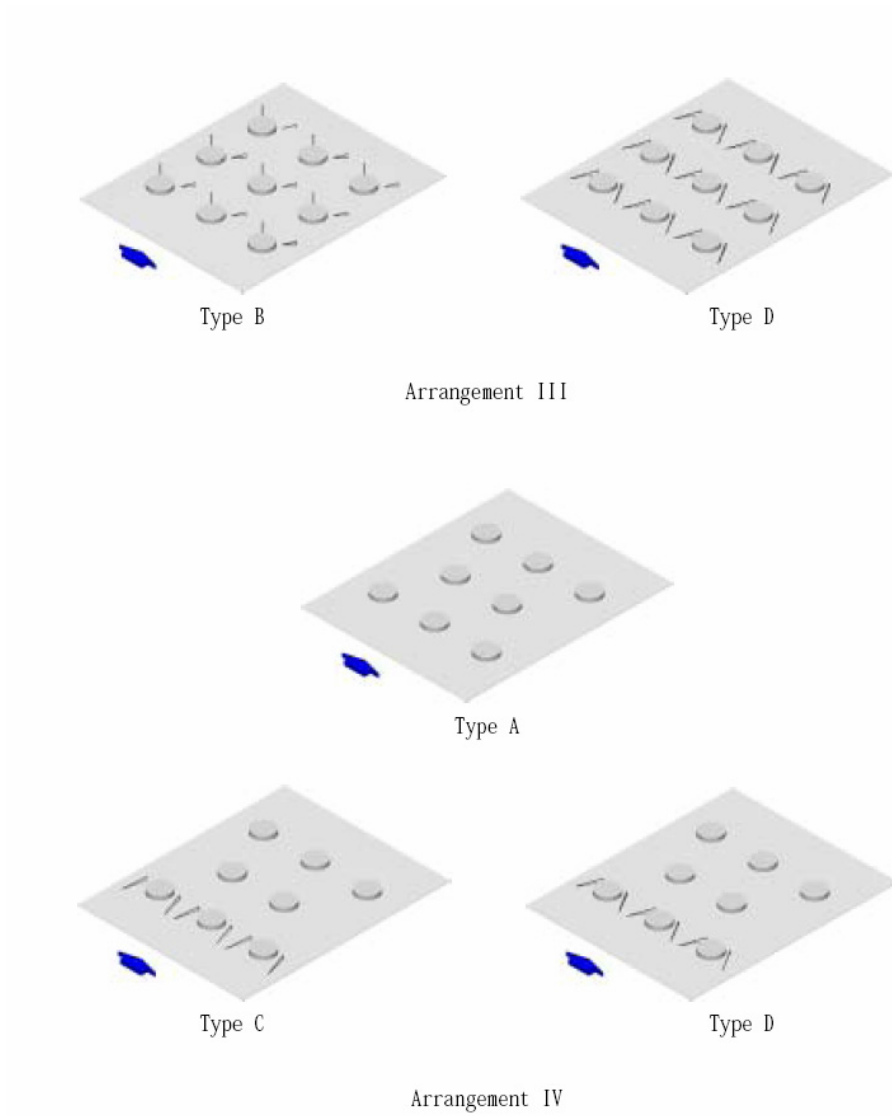 Type B
Type D
Arrangement III
Type A
Type C
Type D
Arrangement IV